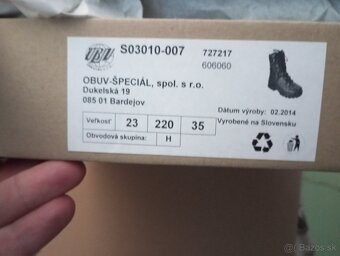 UBU
S03010-007
727217
606060
OBUV-ŠPECIÁL, spol. s r.o.
Dukelská 19
085 01 Bardejov
Dátum výroby: 02.2014
Veľkosť 23 220 35
Vyrobené na Slovensku
Obvodová skupina: H
Bazos.sk